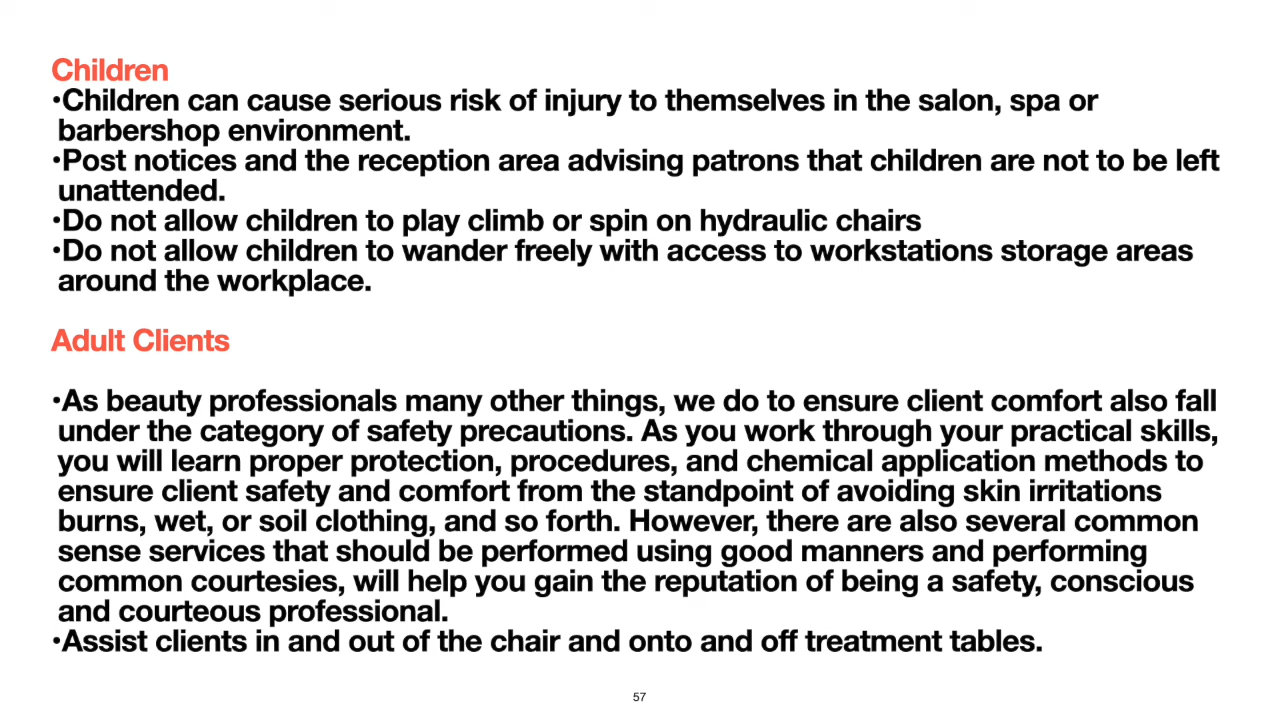 Children
•Children can cause serious risk of injury to themselves in the salon, spa or
barbershop environment.
•Post notices and the reception area advising patrons that children are not to be left
unattended.
•Do not allow children to play climb or spin on hydraulic chairs
•Do not allow children to wander freely with access to workstations storage areas
around the workplace.
Adult Clients
•As beauty professionals many other things, we do to ensure client comfort also fall
under the category of safety precautions. As you work through your practical skills,
you will learn proper protection, procedures, and chemical application methods to
ensure client safety and comfort from the standpoint of avoiding skin irritations
burns, wet, or soil clothing, and so forth. However, there are also several common
sense services that should be performed using good manners and performing
common courtesies, will help you gain the reputation of being a safety, conscious
and courteous professional.
•Assist clients in and out of the chair and onto and off treatment tables.
57